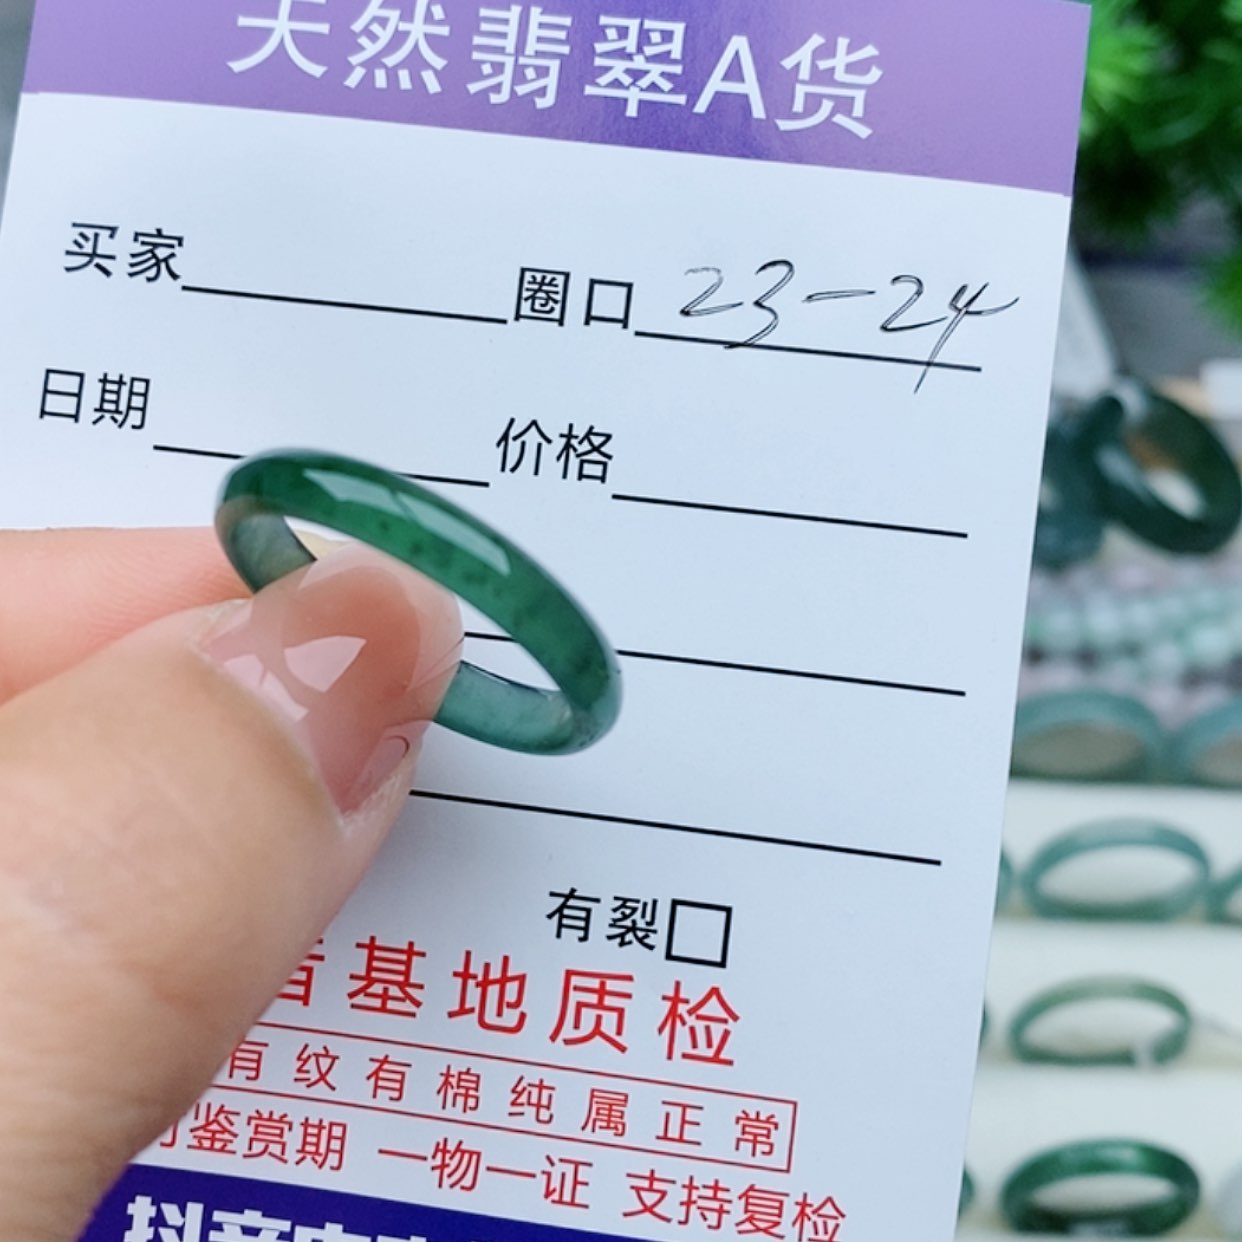 天然翡翠A货
买家 圈口 23-24
日期 价格
有裂
基地质检
有纹有棉纯属正常
鉴赏期 一物一证 支持复检
抖音